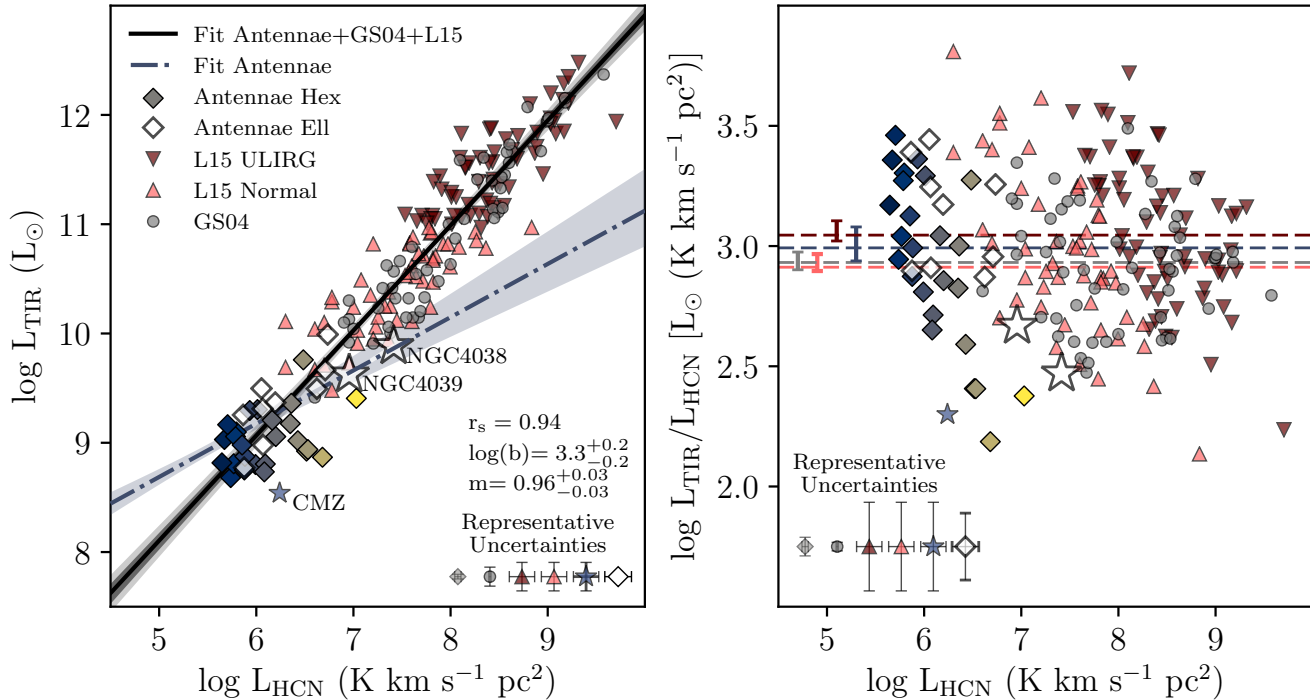 Fit Antennae+GS04+L15
Fit Antennae
Antennae Hex
Antennae Ell
L15 ULIRG
L15 Normal
GS04
NGC4038
NGC4039
CMZ
r_s = 0.94
log(b)= 3.3^{+0.2}_{−0.2}
m= 0.96^{+0.03}_{−0.03}
Representative
Uncertainties
log L_TIR (L_⊙)
12
11
10
9
8
5 6 7 8 9
log L_HCN (K km s^{−1} pc^2)
log L_TIR/L_HCN [L_⊙ (K km s^{−1} pc^2)]
3.5
3.0
2.5
2.0
Representative
Uncertainties
5 6 7 8 9
log L_HCN (K km s^{−1} pc^2)